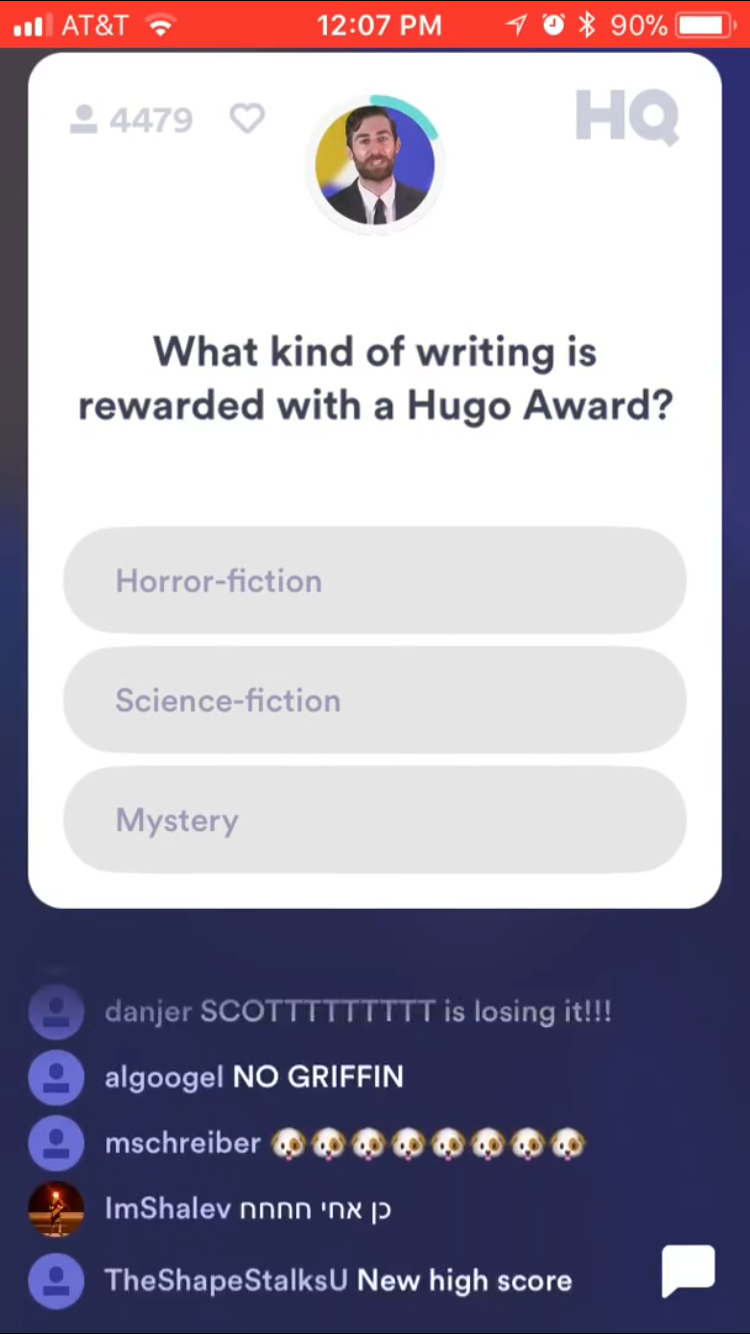 AT&T 12:07 PM 90%
4479 HQ
What kind of writing is
rewarded with a Hugo Award?
Horror-fiction
Science-fiction
Mystery
danjer SCOTTTTTTTTT is losing it!!!
algoogel NO GRIFFIN
mschreiber 🐶🐶🐶🐶🐶🐶🐶🐶
ImShalev כן אחי חחחח
TheShapeStalksU New high score